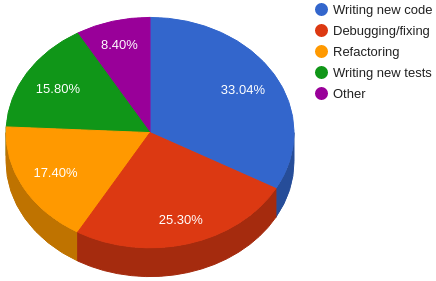 Writing new code
Debugging/fixing
Refactoring
Writing new tests
Other
8.40%
33.04%
15.80%
17.40%
25.30%